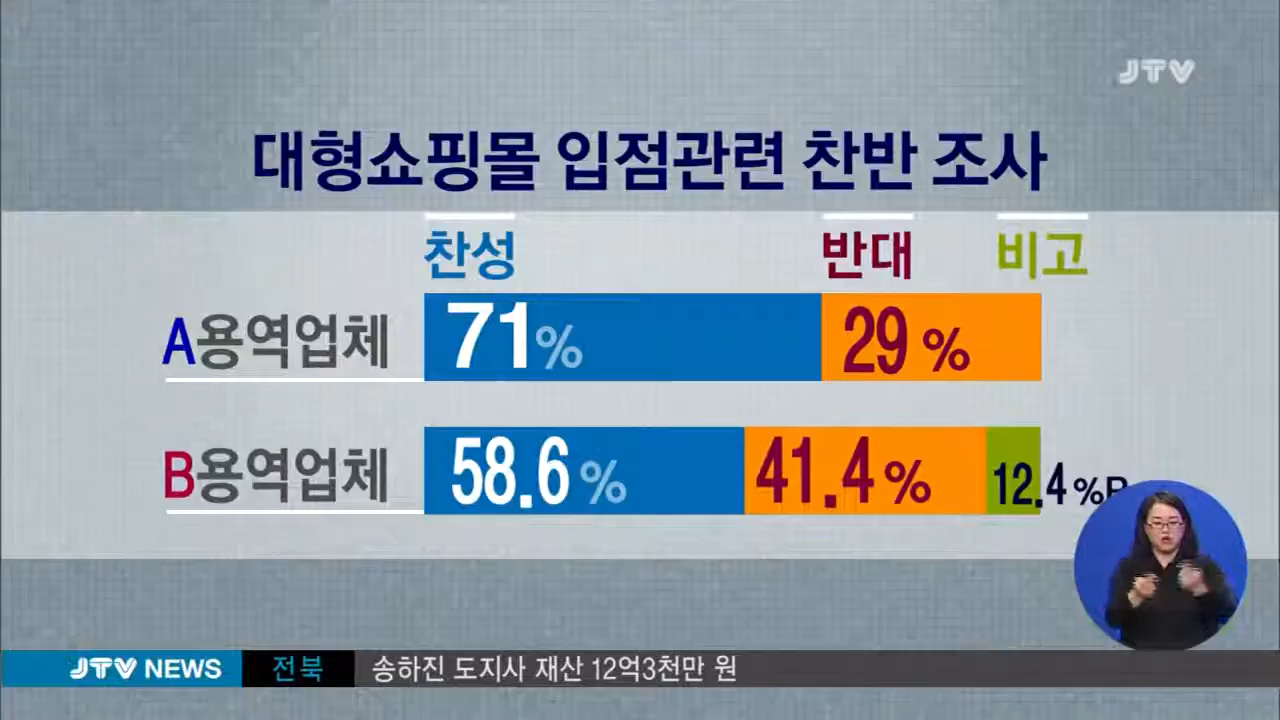 JTV
대형쇼핑몰 입점관련 찬반 조사
찬성 반대 비고
A용역업체 71% 29%
B용역업체 58.6% 41.4% 12.4%P
JTV NEWS 전북 송하진 도지사 재산 12억3천만 원